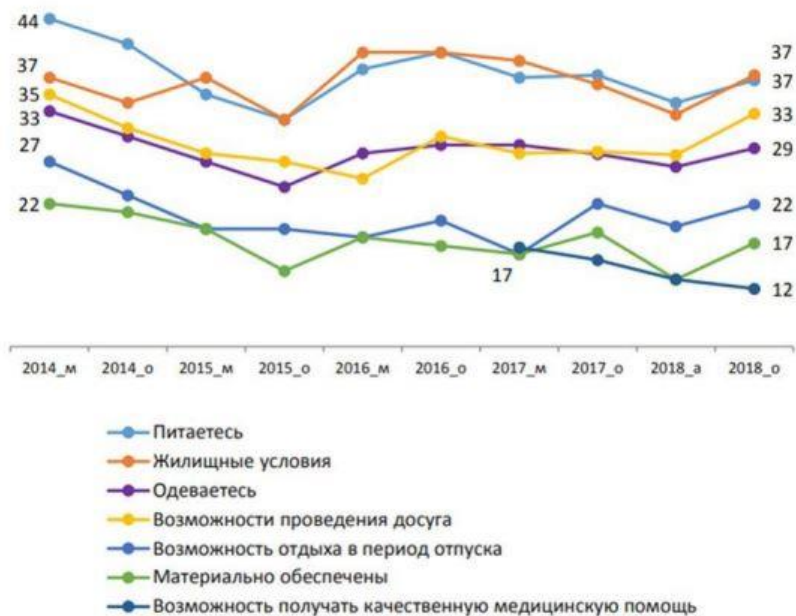 44
37
35
33
27
22
17
37
37
33
29
22
17
12
2014_м 2014_о 2015_м 2015_о 2016_м 2016_о 2017_м 2017_о 2018_а 2018_о
Питаетесь
Жилищные условия
Одеваетесь
Возможности проведения досуга
Возможность отдыха в период отпуска
Материально обеспечены
Возможность получать качественную медицинскую помощь